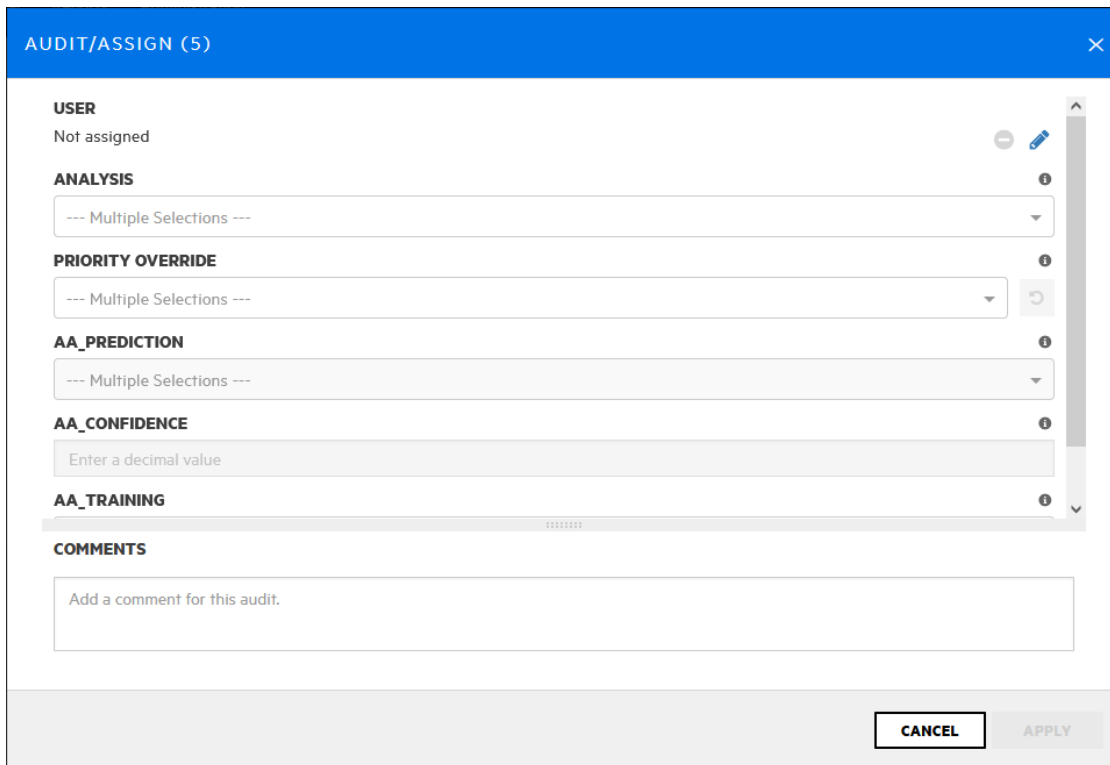 AUDIT/ASSIGN (5)
USER
Not assigned
ANALYSIS
--- Multiple Selections ---
PRIORITY OVERRIDE
--- Multiple Selections ---
AA_PREDICTION
--- Multiple Selections ---
AA_CONFIDENCE
Enter a decimal value
AA_TRAINING
COMMENTS
Add a comment for this audit.
CANCEL APPLY